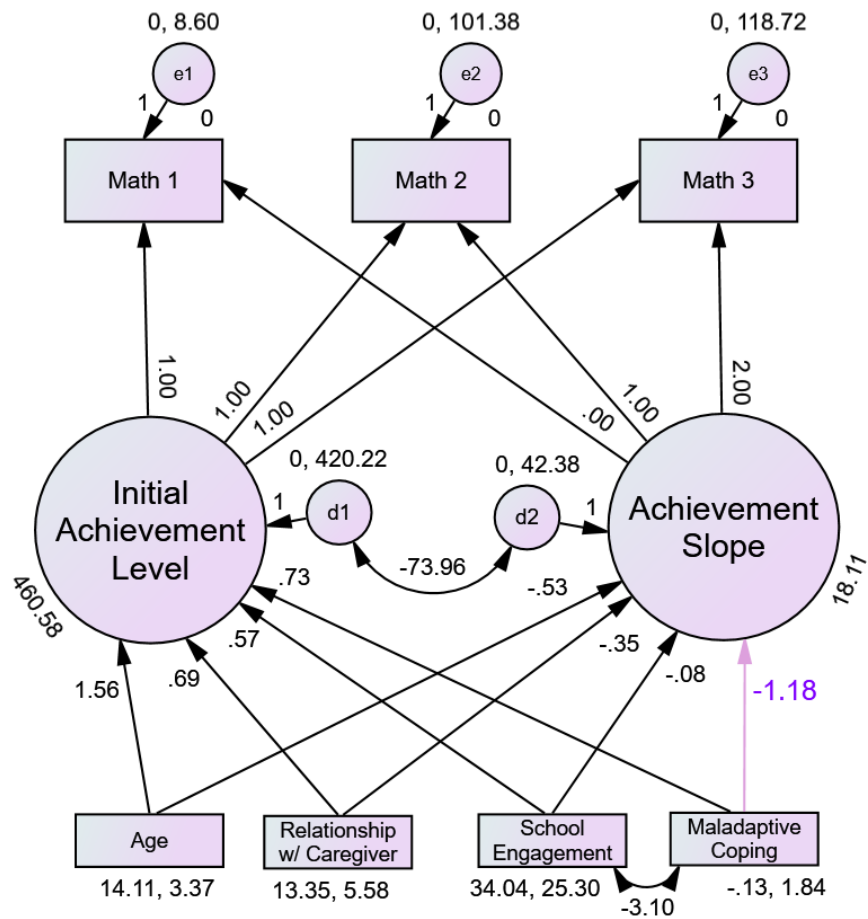 0, 8.60
0, 101.38
0, 118.72
e1
e2
e3
1
0
1
0
1
0
Math 1
Math 2
Math 3
1.00
1.00
1.00
.00
1.00
2.00
0, 420.22
0, 42.38
Initial
Achievement
Level
1
d1
d2
1
Achievement
Slope
-73.96
460.58
18.11
.73
-.53
.57
-.35
.69
-.08
1.56
-1.18
Age
Relationship
w/ Caregiver
School
Engagement
Maladaptive
Coping
14.11, 3.37
13.35, 5.58
34.04, 25.30
-3.10
-.13, 1.84